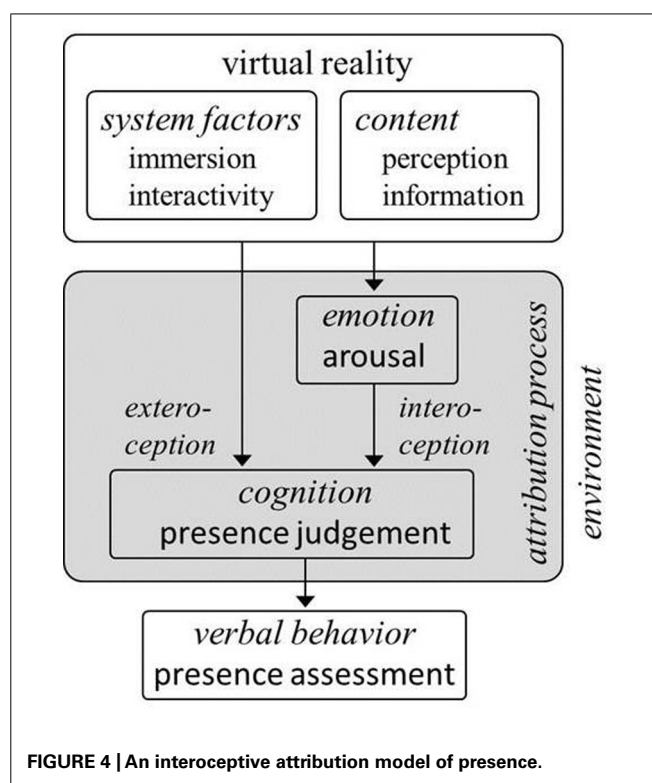 virtual reality
system factors
immersion
interactivity
content
perception
information
emotion
arousal
extero-
ception
intero-
ception
cognition
presence judgement
attribution process
environment
verbal behavior
presence assessment
FIGURE 4 | An interoceptive attribution model of presence.